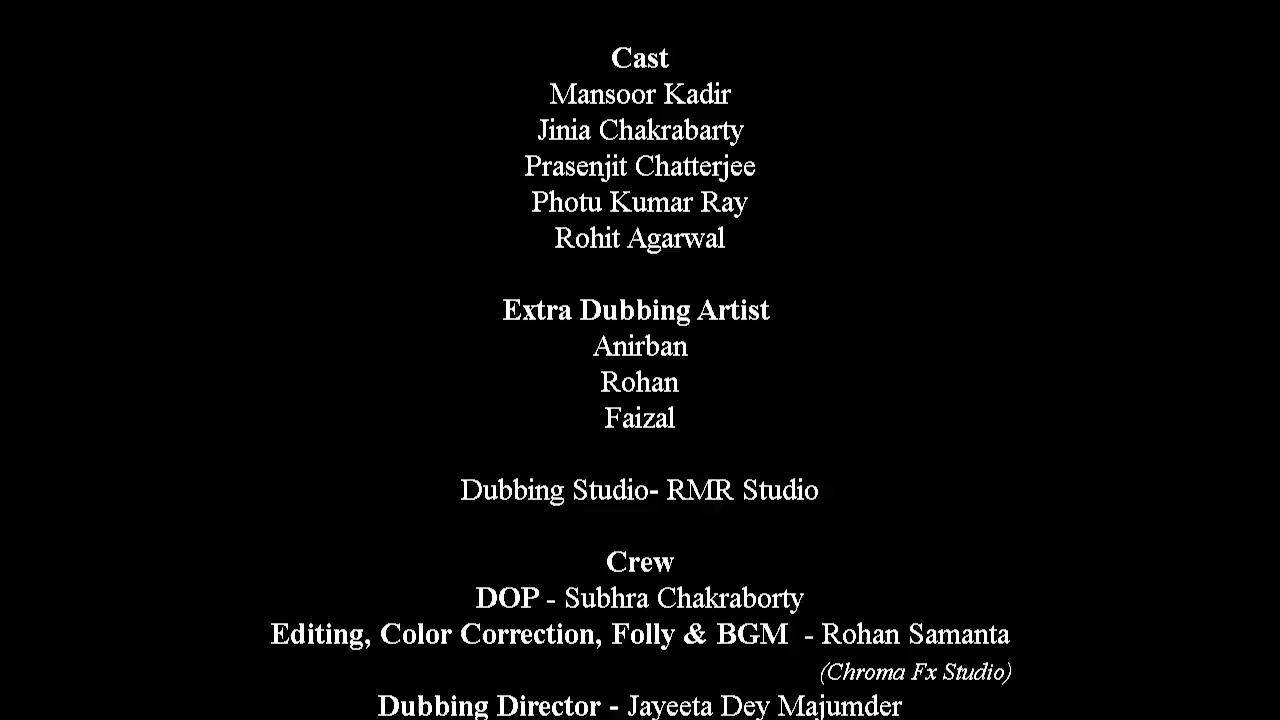 Cast
Mansoor Kadir
Jinia Chakrabarty
Prasenjit Chatterjee
Photu Kumar Ray
Rohit Agarwal
Extra Dubbing Artist
Anirban
Rohan
Faizal
Dubbing Studio- RMR Studio
Crew
DOP - Subhra Chakraborty
Editing, Color Correction, Folly & BGM - Rohan Samanta
(Chroma Fx Studio)
Dubbing Director - Jayeeta Dey Majumder